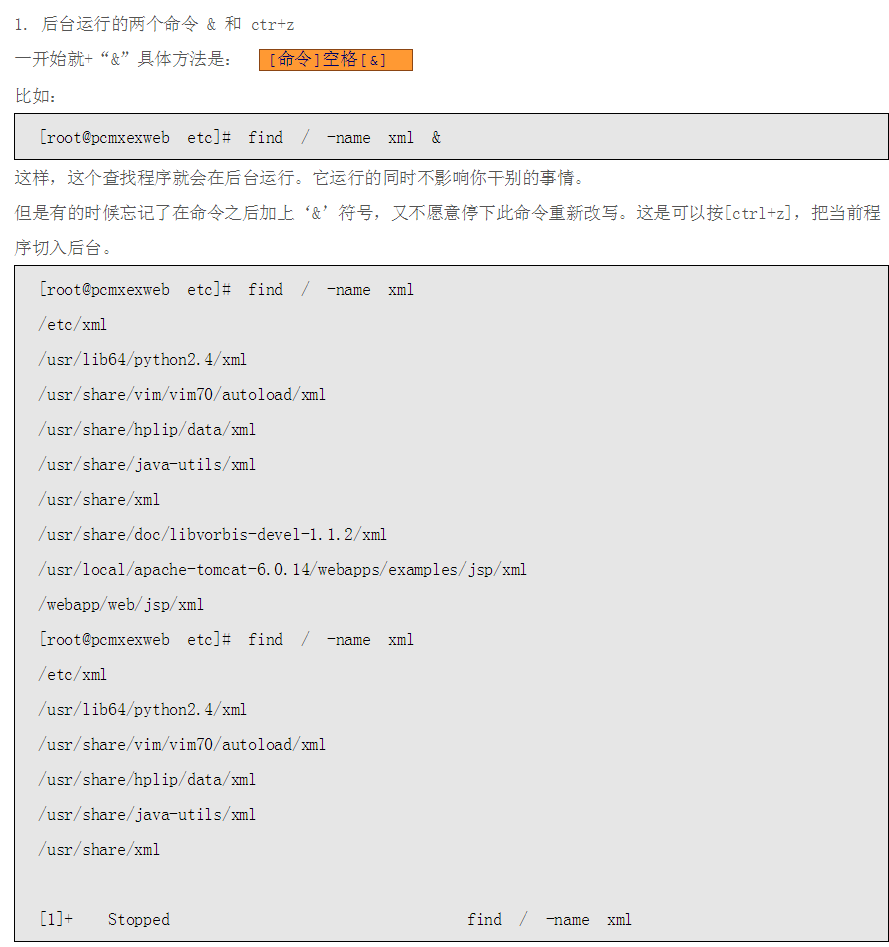 1. 后台运行的两个命令 & 和 ctr+z
一开始就+“&”具体方法是： [命令]空格[&]
比如：
[root@pcmxexweb etc]# find / -name xml &
这样，这个查找程序就会在后台运行。它运行的同时不影响你干别的事情。
但是有的时候忘记了在命令之后加上‘&’符号，又不愿意停下此命令重新改写。这是可以按[ctrl+z]，把当前程
序切入后台。
[root@pcmxexweb etc]# find / -name xml
/etc/xml
/usr/lib64/python2.4/xml
/usr/share/vim/vim70/autoload/xml
/usr/share/hplip/data/xml
/usr/share/java-utils/xml
/usr/share/xml
/usr/share/doc/libvorbis-devel-1.1.2/xml
/usr/local/apache-tomcat-6.0.14/webapps/examples/jsp/xml
/webapp/web/jsp/xml
[root@pcmxexweb etc]# find / -name xml
/etc/xml
/usr/lib64/python2.4/xml
/usr/share/vim/vim70/autoload/xml
/usr/share/hplip/data/xml
/usr/share/java-utils/xml
/usr/share/xml
[1]+ Stopped find / -name xml